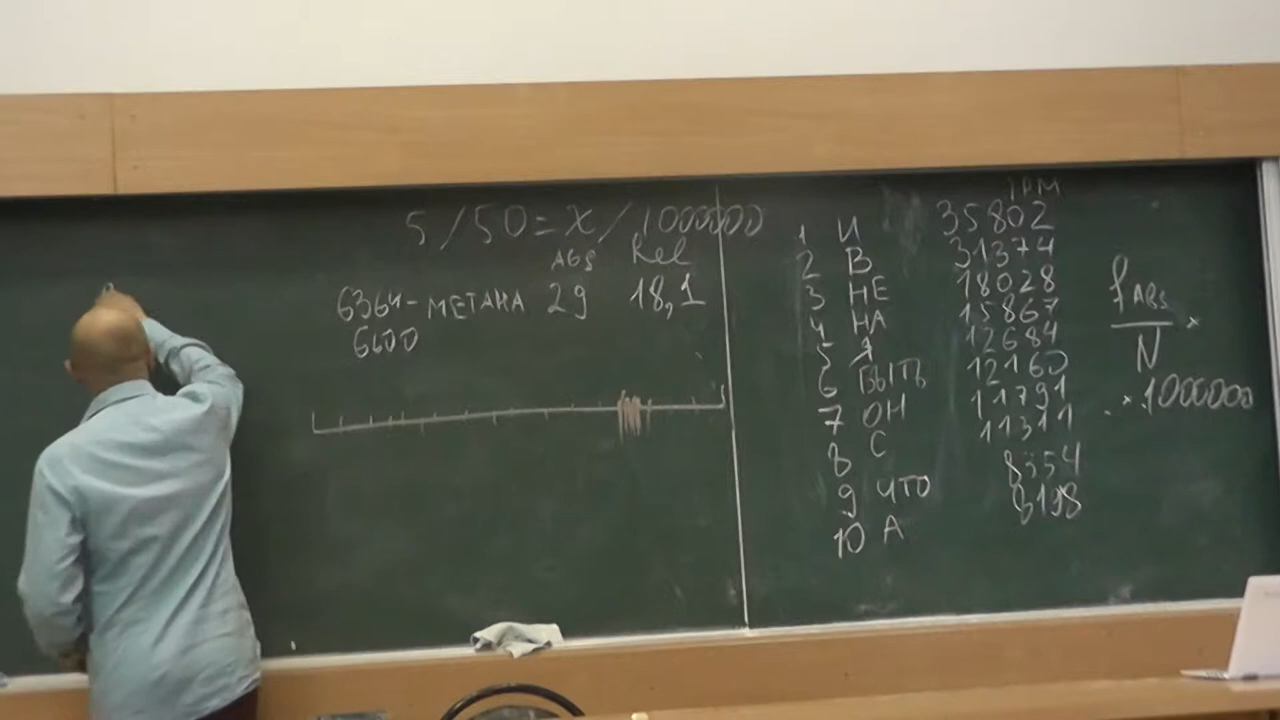 5/50=X/1000000
ABS Rel
6364-МЕТАНА 29 18,1
6600
IPM
1 И 35802
2 В 31374
3 НЕ 18028
4 НА 15867
5 Я 12684
6 БЫТЬ 12160
7 ОН 11791
8 С 11311
9 ЧТО 8354
10 А 8198
f ABS
N ×
× 1000000